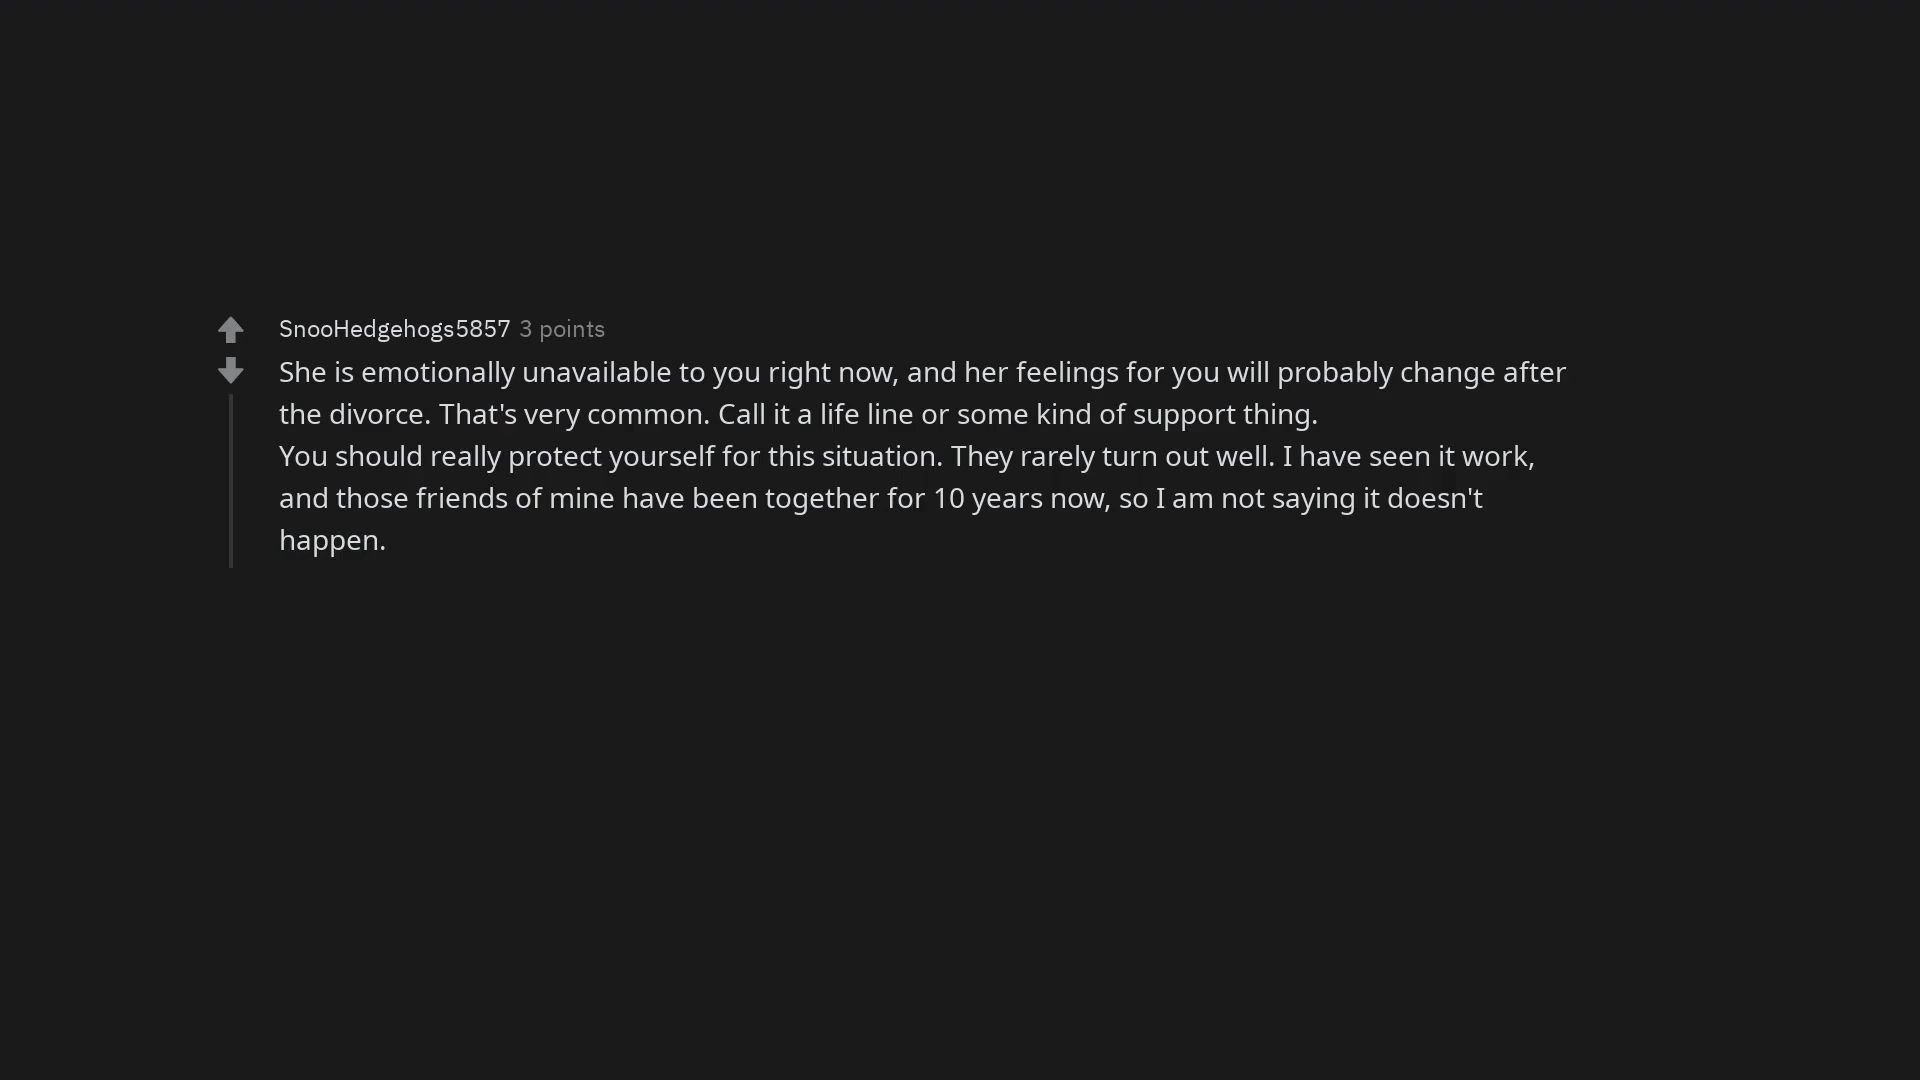 SnooHedgehogs5857 3 points
She is emotionally unavailable to you right now, and her feelings for you will probably change after
the divorce. That's very common. Call it a life line or some kind of support thing.
You should really protect yourself for this situation. They rarely turn out well. I have seen it work,
and those friends of mine have been together for 10 years now, so I am not saying it doesn't
happen.